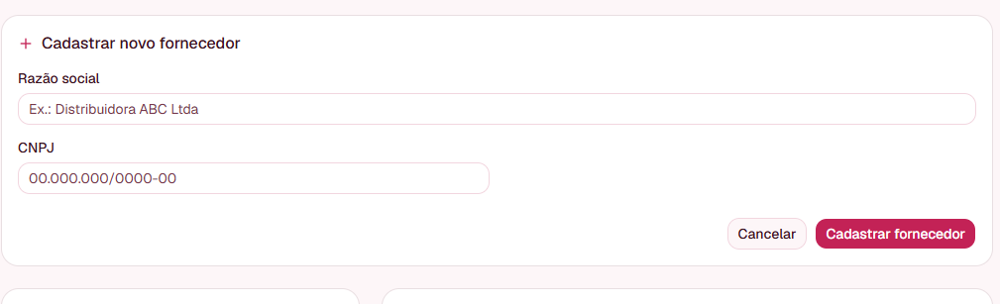 + Cadastrar novo fornecedor
Razão social
Ex.: Distribuidora ABC Ltda
CNPJ
00.000.000/0000-00
Cancelar Cadastrar fornecedor